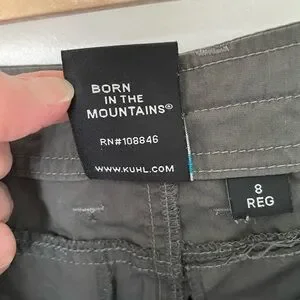 BORN
IN THE
MOUNTAINS®
RN#108846
WWW.KUHL.COM
8
REG